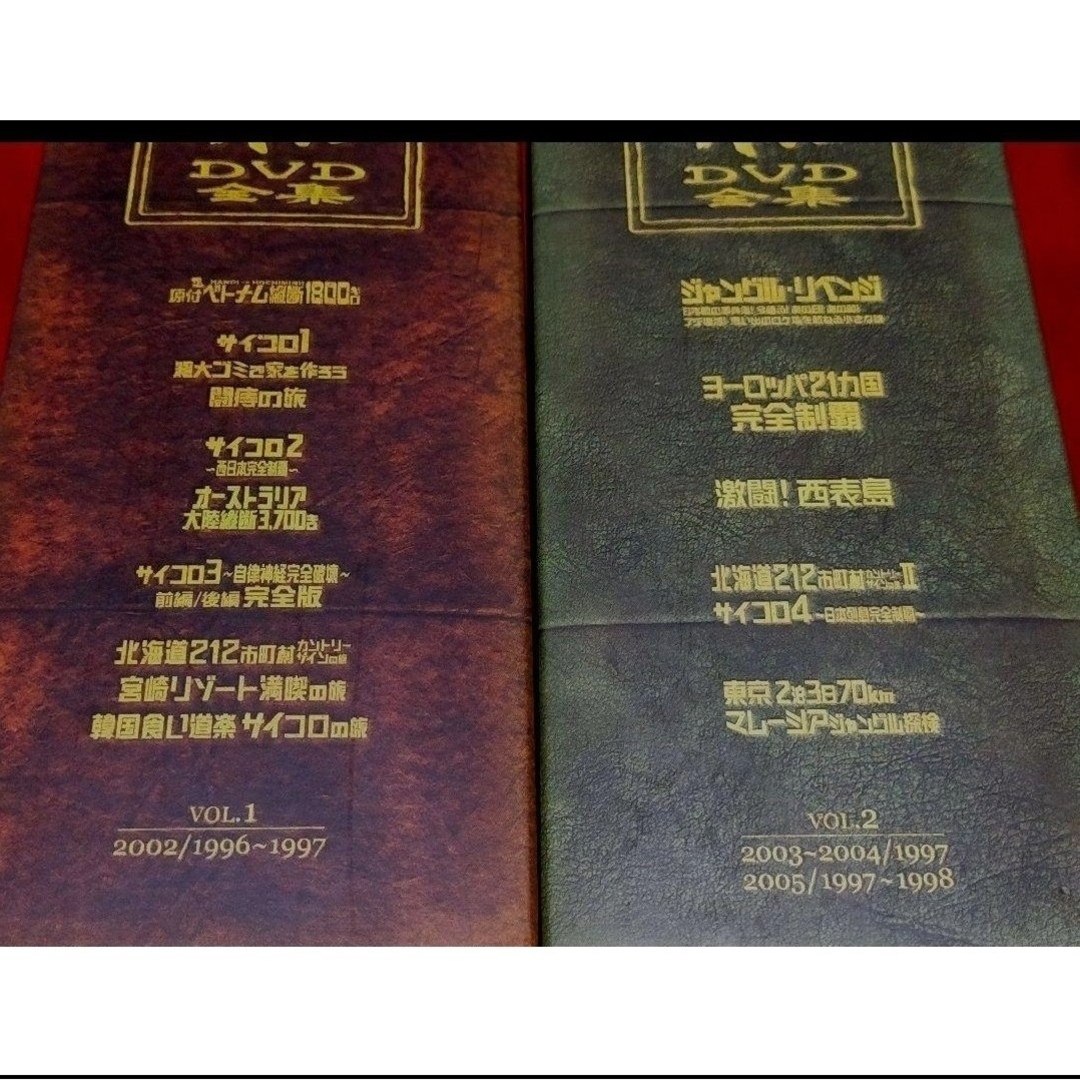 DVD
全集
原付ベトナム縦断1800キロ
サイコロ1
粗大ゴミで家を作ろう
闘痔の旅
サイコロ2
~西日本完全制覇~
オーストラリア
大陸縦断3,700キロ
サイコロ3~自律神経完全破壊~
前編/後編 完全版
北海道212市町村カントリーサインの旅
宮崎リゾート満喫の旅
韓国食い道楽サイコロの旅
VOL.1
2002/1996~1997
DVD
全集
ジャングル・リベンジ
ヨーロッパ21カ国
完全制覇
激闘!西表島
北海道212市町村カントリーサインの旅II
サイコロ4~日本列島完全制覇~
東京2泊3日70km
マレーシアジャングル探検
VOL.2
2003~2004/1997
2005/1997~1998